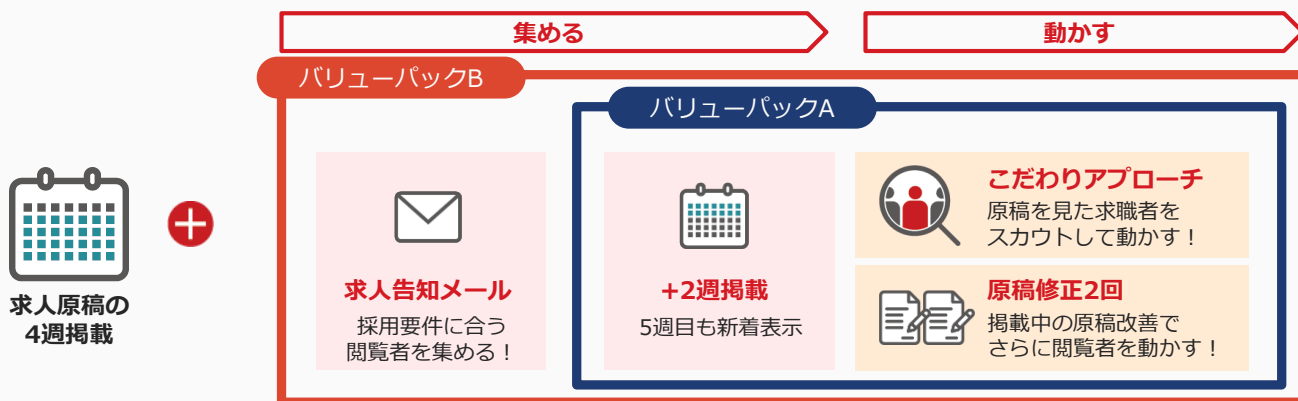 集める
動かす
バリューパックB
バリューパックA
求人原稿の
4週掲載
求人告知メール
採用要件に合う
閲覧者を集める！
+2週掲載
5週目も新着表示
こだわりアプローチ
原稿を見た求職者を
スカウトして動かす！
原稿修正2回
掲載中の原稿改善で
さらに閲覧者を動かす！